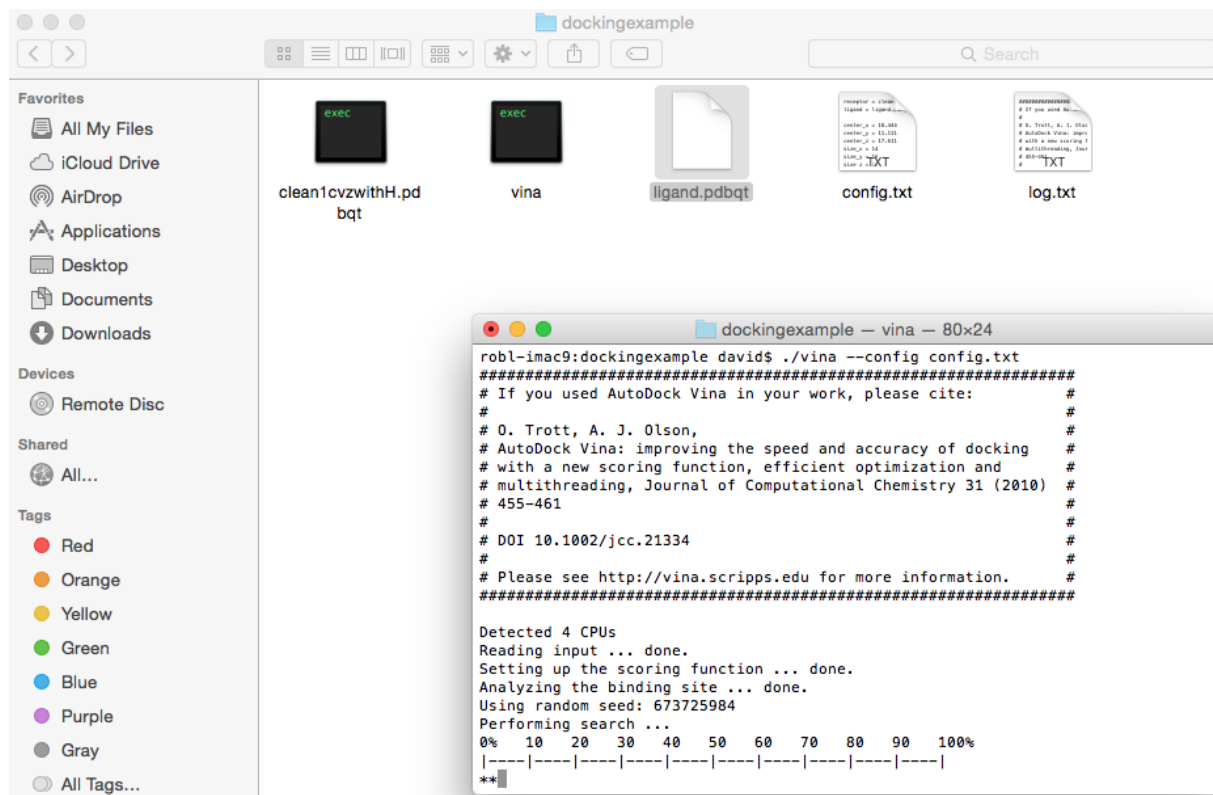 dockingexample
Search
Favorites
All My Files
iCloud Drive
AirDrop
Applications
Desktop
Documents
Downloads
Devices
Remote Disc
Shared
All...
Tags
Red
Orange
Yellow
Green
Blue
Purple
Gray
All Tags...
exec
clean1cvzwithH.pd
bqt
exec
vina
ligand.pdbqt
receptor = clean
TXT
config.txt
TXT
log.txt
dockingexample — vina — 80×24
robl-imac9:dockingexample david$ ./vina --config config.txt
#################################################################
# If you used AutoDock Vina in your work, please cite:          #
#                                                               #
# O. Trott, A. J. Olson,                                        #
# AutoDock Vina: improving the speed and accuracy of docking    #
# with a new scoring function, efficient optimization and       #
# multithreading, Journal of Computational Chemistry 31 (2010)  #
# 455-461                                                       #
#                                                               #
# DOI 10.1002/jcc.21334                                         #
#                                                               #
# Please see http://vina.scripps.edu for more information.      #
#################################################################
Detected 4 CPUs
Reading input ... done.
Setting up the scoring function ... done.
Analyzing the binding site ... done.
Using random seed: 673725984
Performing search ...
0%   10   20   30   40   50   60   70   80   90   100%
|----|----|----|----|----|----|----|----|----|----|
**